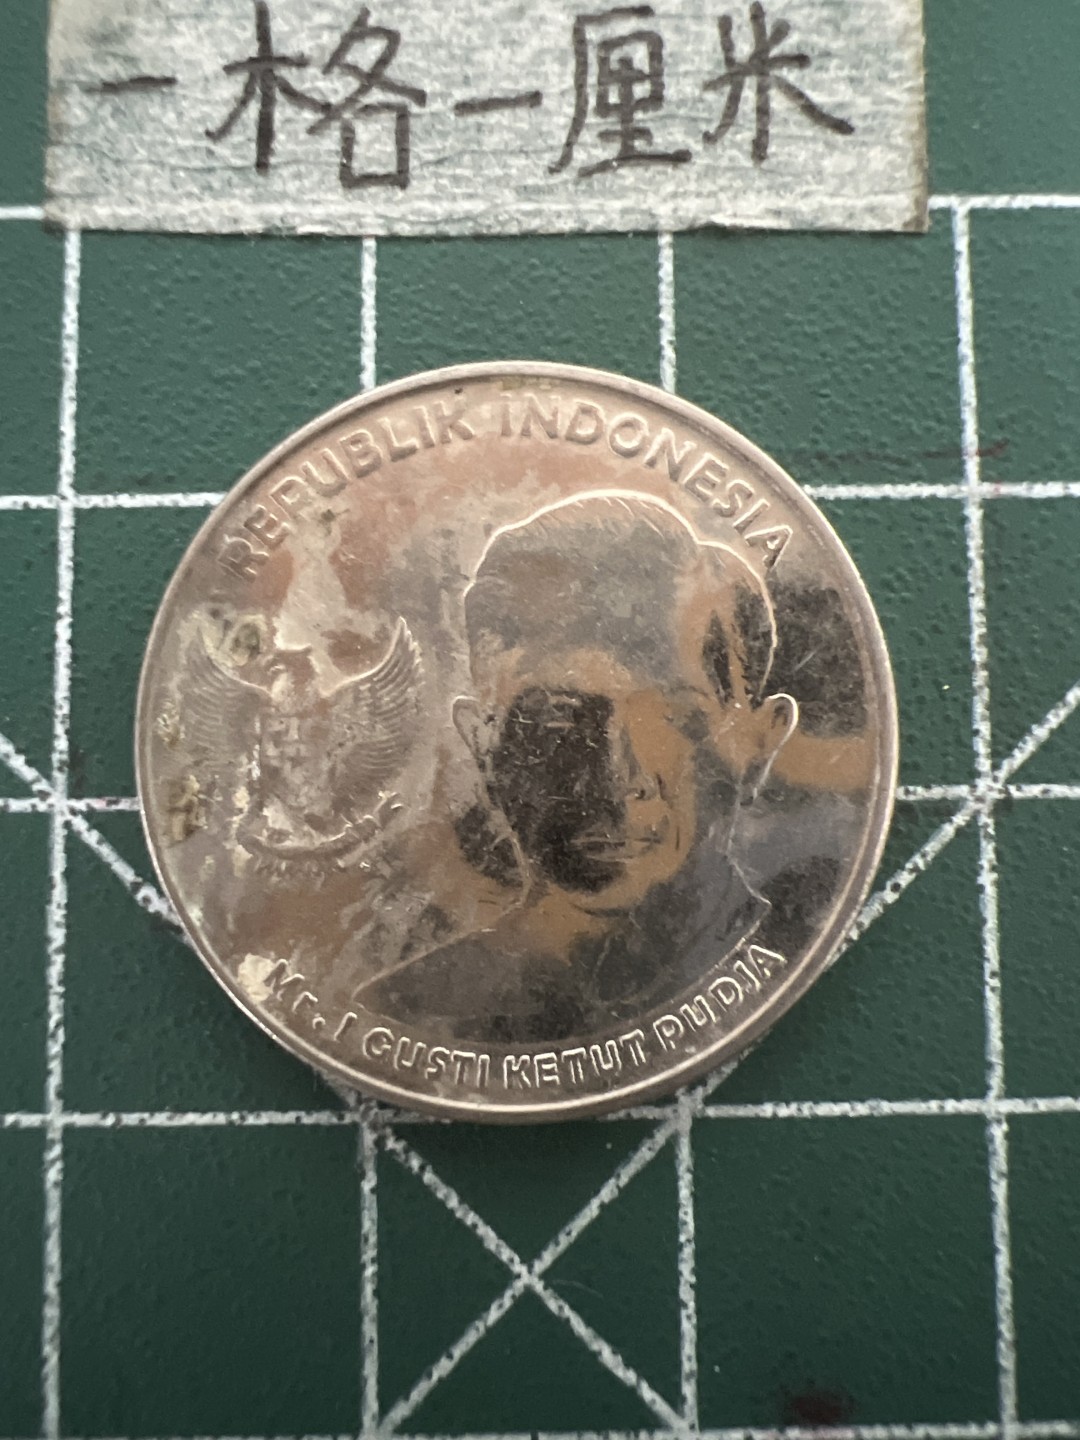 一格一厘米
REPUBLIK INDONESIA
Mr. I GUSTI KETUT PUDJA